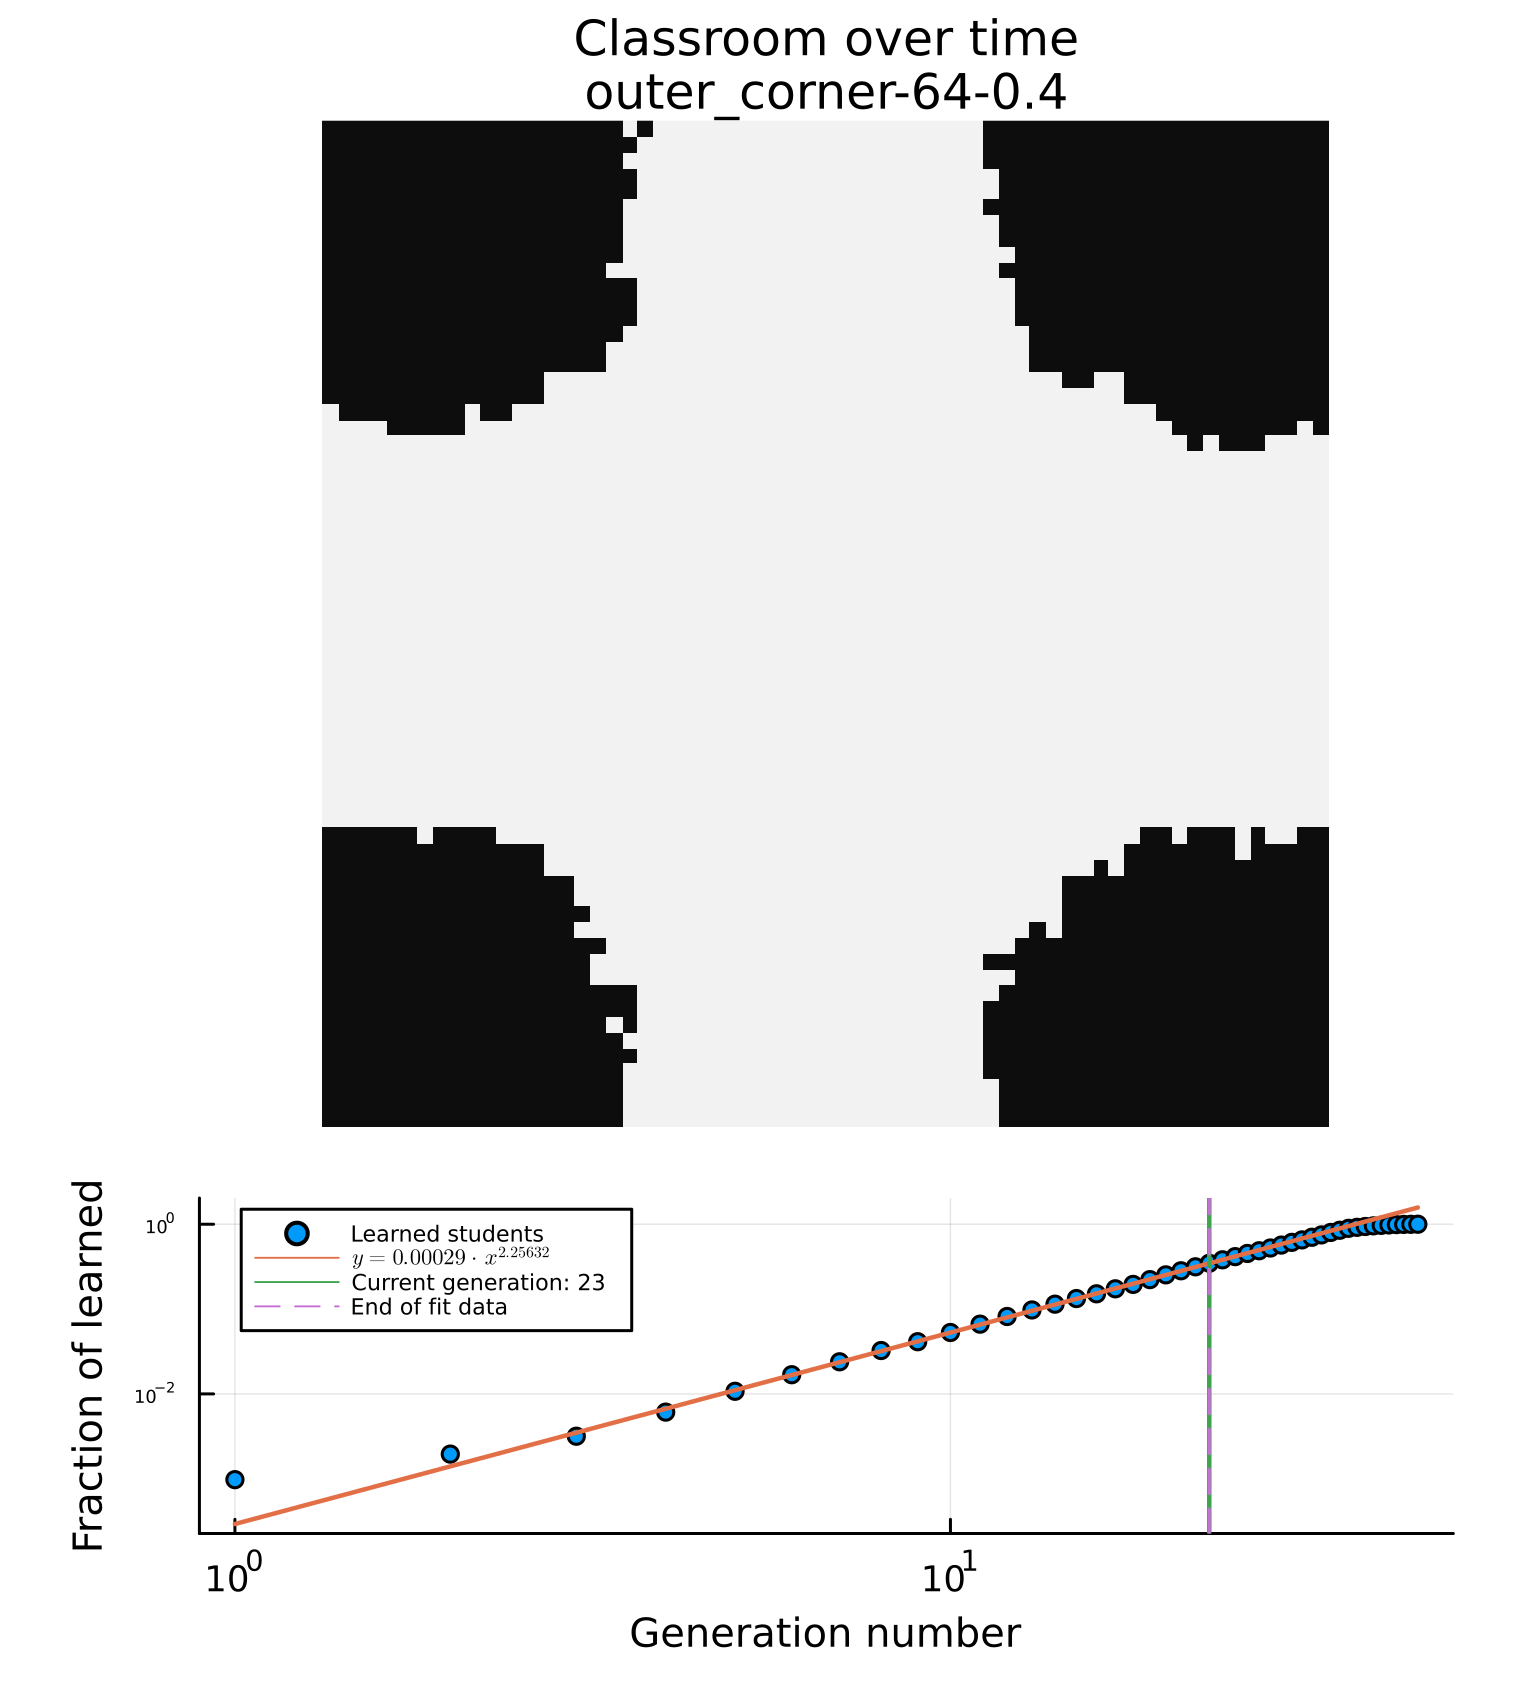 Classroom over time
outer_corner-64-0.4
Fraction of learned
10^0
10^-2
Learned students
y = 0.00029 · x^2.25632
Current generation: 23
End of fit data
10^0
10^1
Generation number